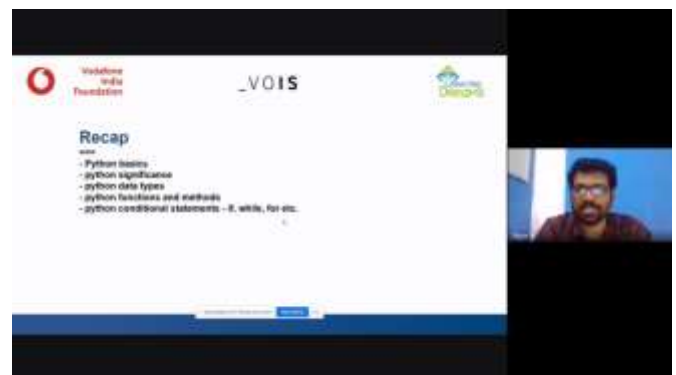 Vodafone
India
Foundation
_VOIS
Recap
- Python basics
- python significance
- python data types
- python functions and methods
- python conditional statements – if, while, for etc.